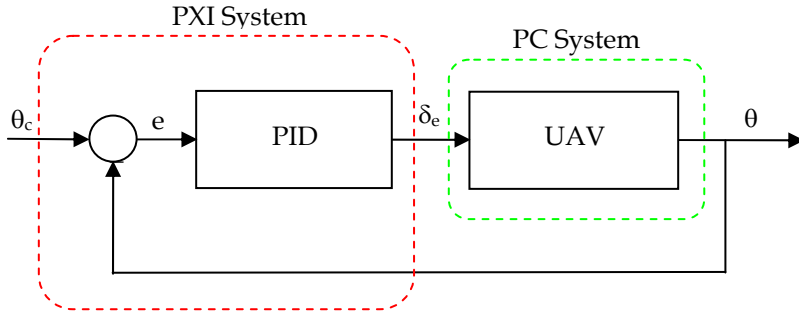 PXI System
PC System
θc
e
PID
δe
UAV
θ